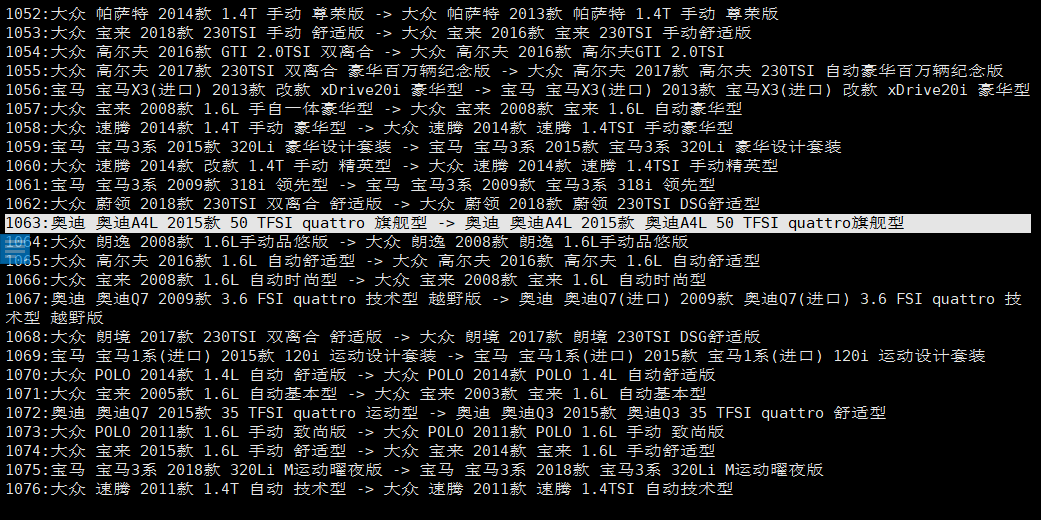 1052:大众 帕萨特 2014款 1.4T 手动 尊荣版 -> 大众 帕萨特 2013款 帕萨特 1.4T 手动 尊荣版
1053:大众 宝来 2018款 230TSI 手动 舒适版 -> 大众 宝来 2016款 宝来 230TSI 手动舒适版
1054:大众 高尔夫 2016款 GTI 2.0TSI 双离合 -> 大众 高尔夫 2016款 高尔夫GTI 2.0TSI
1055:大众 高尔夫 2017款 230TSI 双离合 豪华百万辆纪念版 -> 大众 高尔夫 2017款 高尔夫 230TSI 自动豪华百万辆纪念版
1056:宝马 宝马X3(进口) 2013款 改款 xDrive20i 豪华型 -> 宝马 宝马X3(进口) 2013款 宝马X3(进口) 改款 xDrive20i 豪华型
1057:大众 宝来 2008款 1.6L 手自一体豪华型 -> 大众 宝来 2008款 宝来 1.6L 自动豪华型
1058:大众 速腾 2014款 1.4T 手动 豪华型 -> 大众 速腾 2014款 速腾 1.4TSI 手动豪华型
1059:宝马 宝马3系 2015款 320Li 豪华设计套装 -> 宝马 宝马3系 2015款 宝马3系 320Li 豪华设计套装
1060:大众 速腾 2014款 改款 1.4T 手动 精英型 -> 大众 速腾 2014款 速腾 1.4TSI 手动精英型
1061:宝马 宝马3系 2009款 318i 领先型 -> 宝马 宝马3系 2009款 宝马3系 318i 领先型
1062:大众 蔚领 2018款 230TSI 双离合 舒适版 -> 大众 蔚领 2018款 蔚领 230TSI DSG舒适型
1063:奥迪 奥迪A4L 2015款 50 TFSI quattro 旗舰型 -> 奥迪 奥迪A4L 2015款 奥迪A4L 50 TFSI quattro旗舰型
1064:大众 朗逸 2008款 1.6L手动品悠版 -> 大众 朗逸 2008款 朗逸 1.6L手动品悠版
1065:大众 高尔夫 2016款 1.6L 自动舒适型 -> 大众 高尔夫 2016款 高尔夫 1.6L 自动舒适型
1066:大众 宝来 2008款 1.6L 自动时尚型 -> 大众 宝来 2008款 宝来 1.6L 自动时尚型
1067:奥迪 奥迪Q7 2009款 3.6 FSI quattro 技术型 越野版 -> 奥迪 奥迪Q7(进口) 2009款 奥迪Q7(进口) 3.6 FSI quattro 技
术型 越野版
1068:大众 朗境 2017款 230TSI 双离合 舒适版 -> 大众 朗境 2017款 朗境 230TSI DSG舒适版
1069:宝马 宝马1系(进口) 2015款 120i 运动设计套装 -> 宝马 宝马1系(进口) 2015款 宝马1系(进口) 120i 运动设计套装
1070:大众 POLO 2014款 1.4L 自动 舒适版 -> 大众 POLO 2014款 POLO 1.4L 自动舒适版
1071:大众 宝来 2005款 1.6L 自动基本型 -> 大众 宝来 2003款 宝来 1.6L 自动基本型
1072:奥迪 奥迪Q7 2015款 35 TFSI quattro 运动型 -> 奥迪 奥迪Q3 2015款 奥迪Q3 35 TFSI quattro 舒适型
1073:大众 POLO 2011款 1.6L 手动 致尚版 -> 大众 POLO 2011款 POLO 1.6L 手动 致尚版
1074:大众 宝来 2015款 1.6L 手动 舒适型 -> 大众 宝来 2014款 宝来 1.6L 手动舒适型
1075:宝马 宝马3系 2018款 320Li M运动曜夜版 -> 宝马 宝马3系 2018款 宝马3系 320Li M运动曜夜版
1076:大众 速腾 2011款 1.4T 自动 技术型 -> 大众 速腾 2011款 速腾 1.4TSI 自动技术型